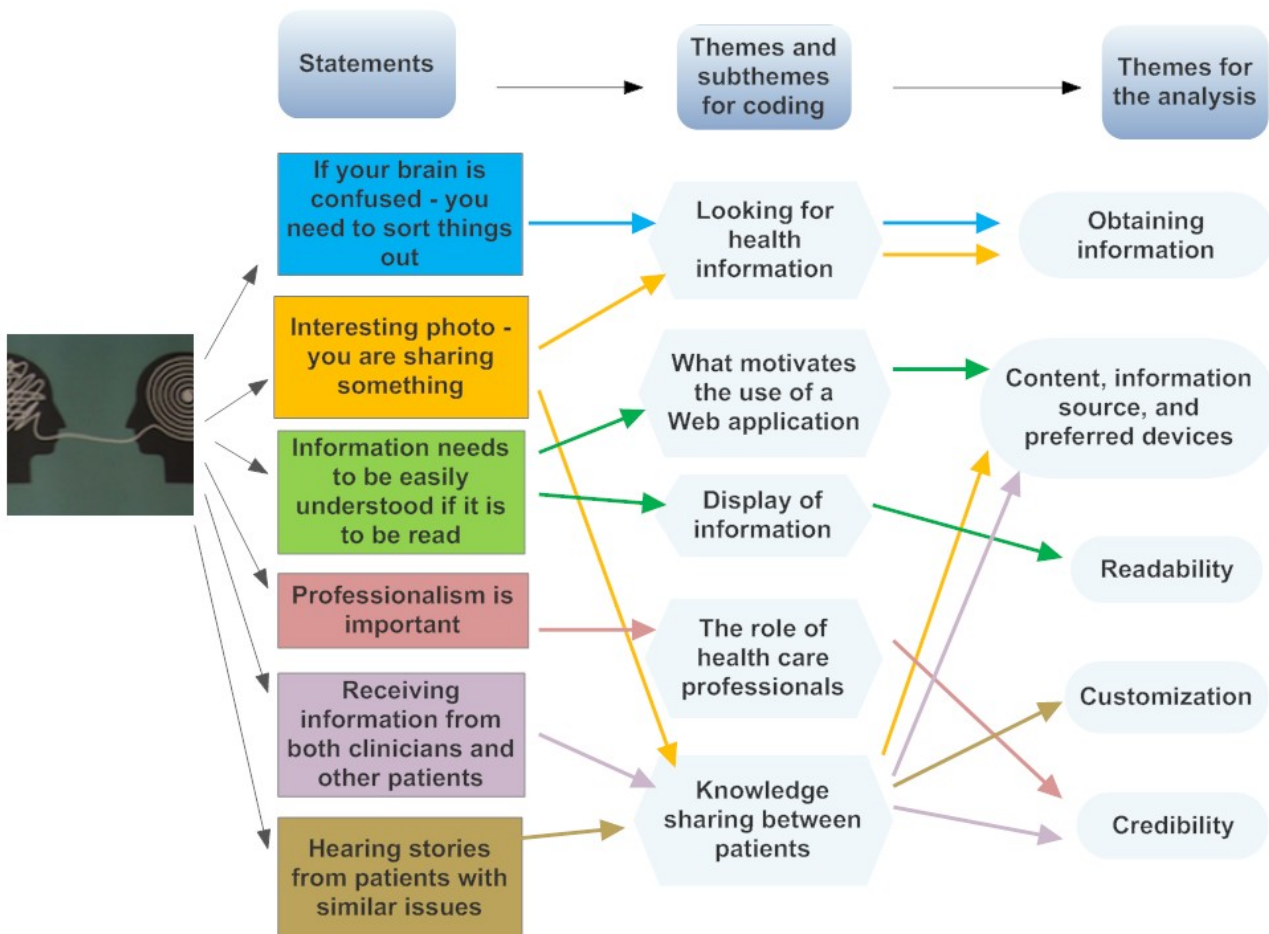 Statements
Themes and
subthemes
for coding
Themes for
the analysis
If your brain is
confused - you
need to sort things
out
Interesting photo -
you are sharing
something
Information needs
to be easily
understood if it is
to be read
Professionalism is
important
Receiving
information from
both clinicians and
other patients
Hearing stories
from patients with
similar issues
Looking for
health
information
What motivates
the use of a
Web application
Display of
information
The role of
health care
professionals
Knowledge
sharing between
patients
Obtaining
information
Content, information
source, and
preferred devices
Readability
Customization
Credibility